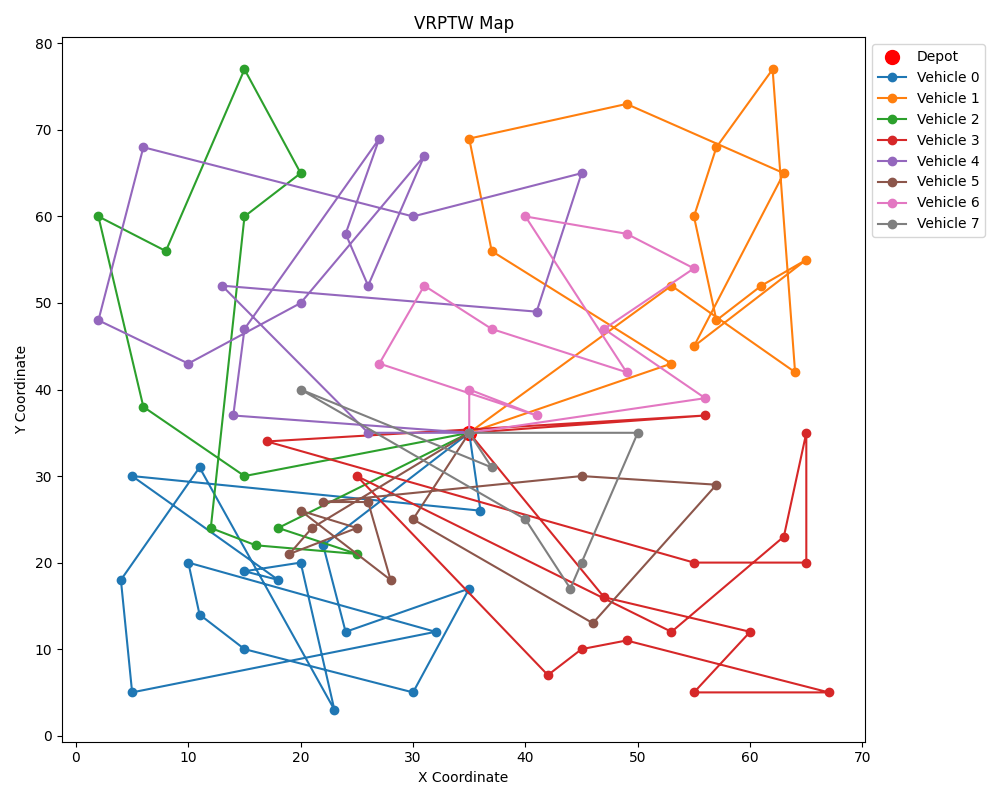 VRPTW Map
80
70
60
50
40
30
20
10
0
Y Coordinate
0 10 20 30 40 50 60 70
X Coordinate
Depot
Vehicle 0
Vehicle 1
Vehicle 2
Vehicle 3
Vehicle 4
Vehicle 5
Vehicle 6
Vehicle 7